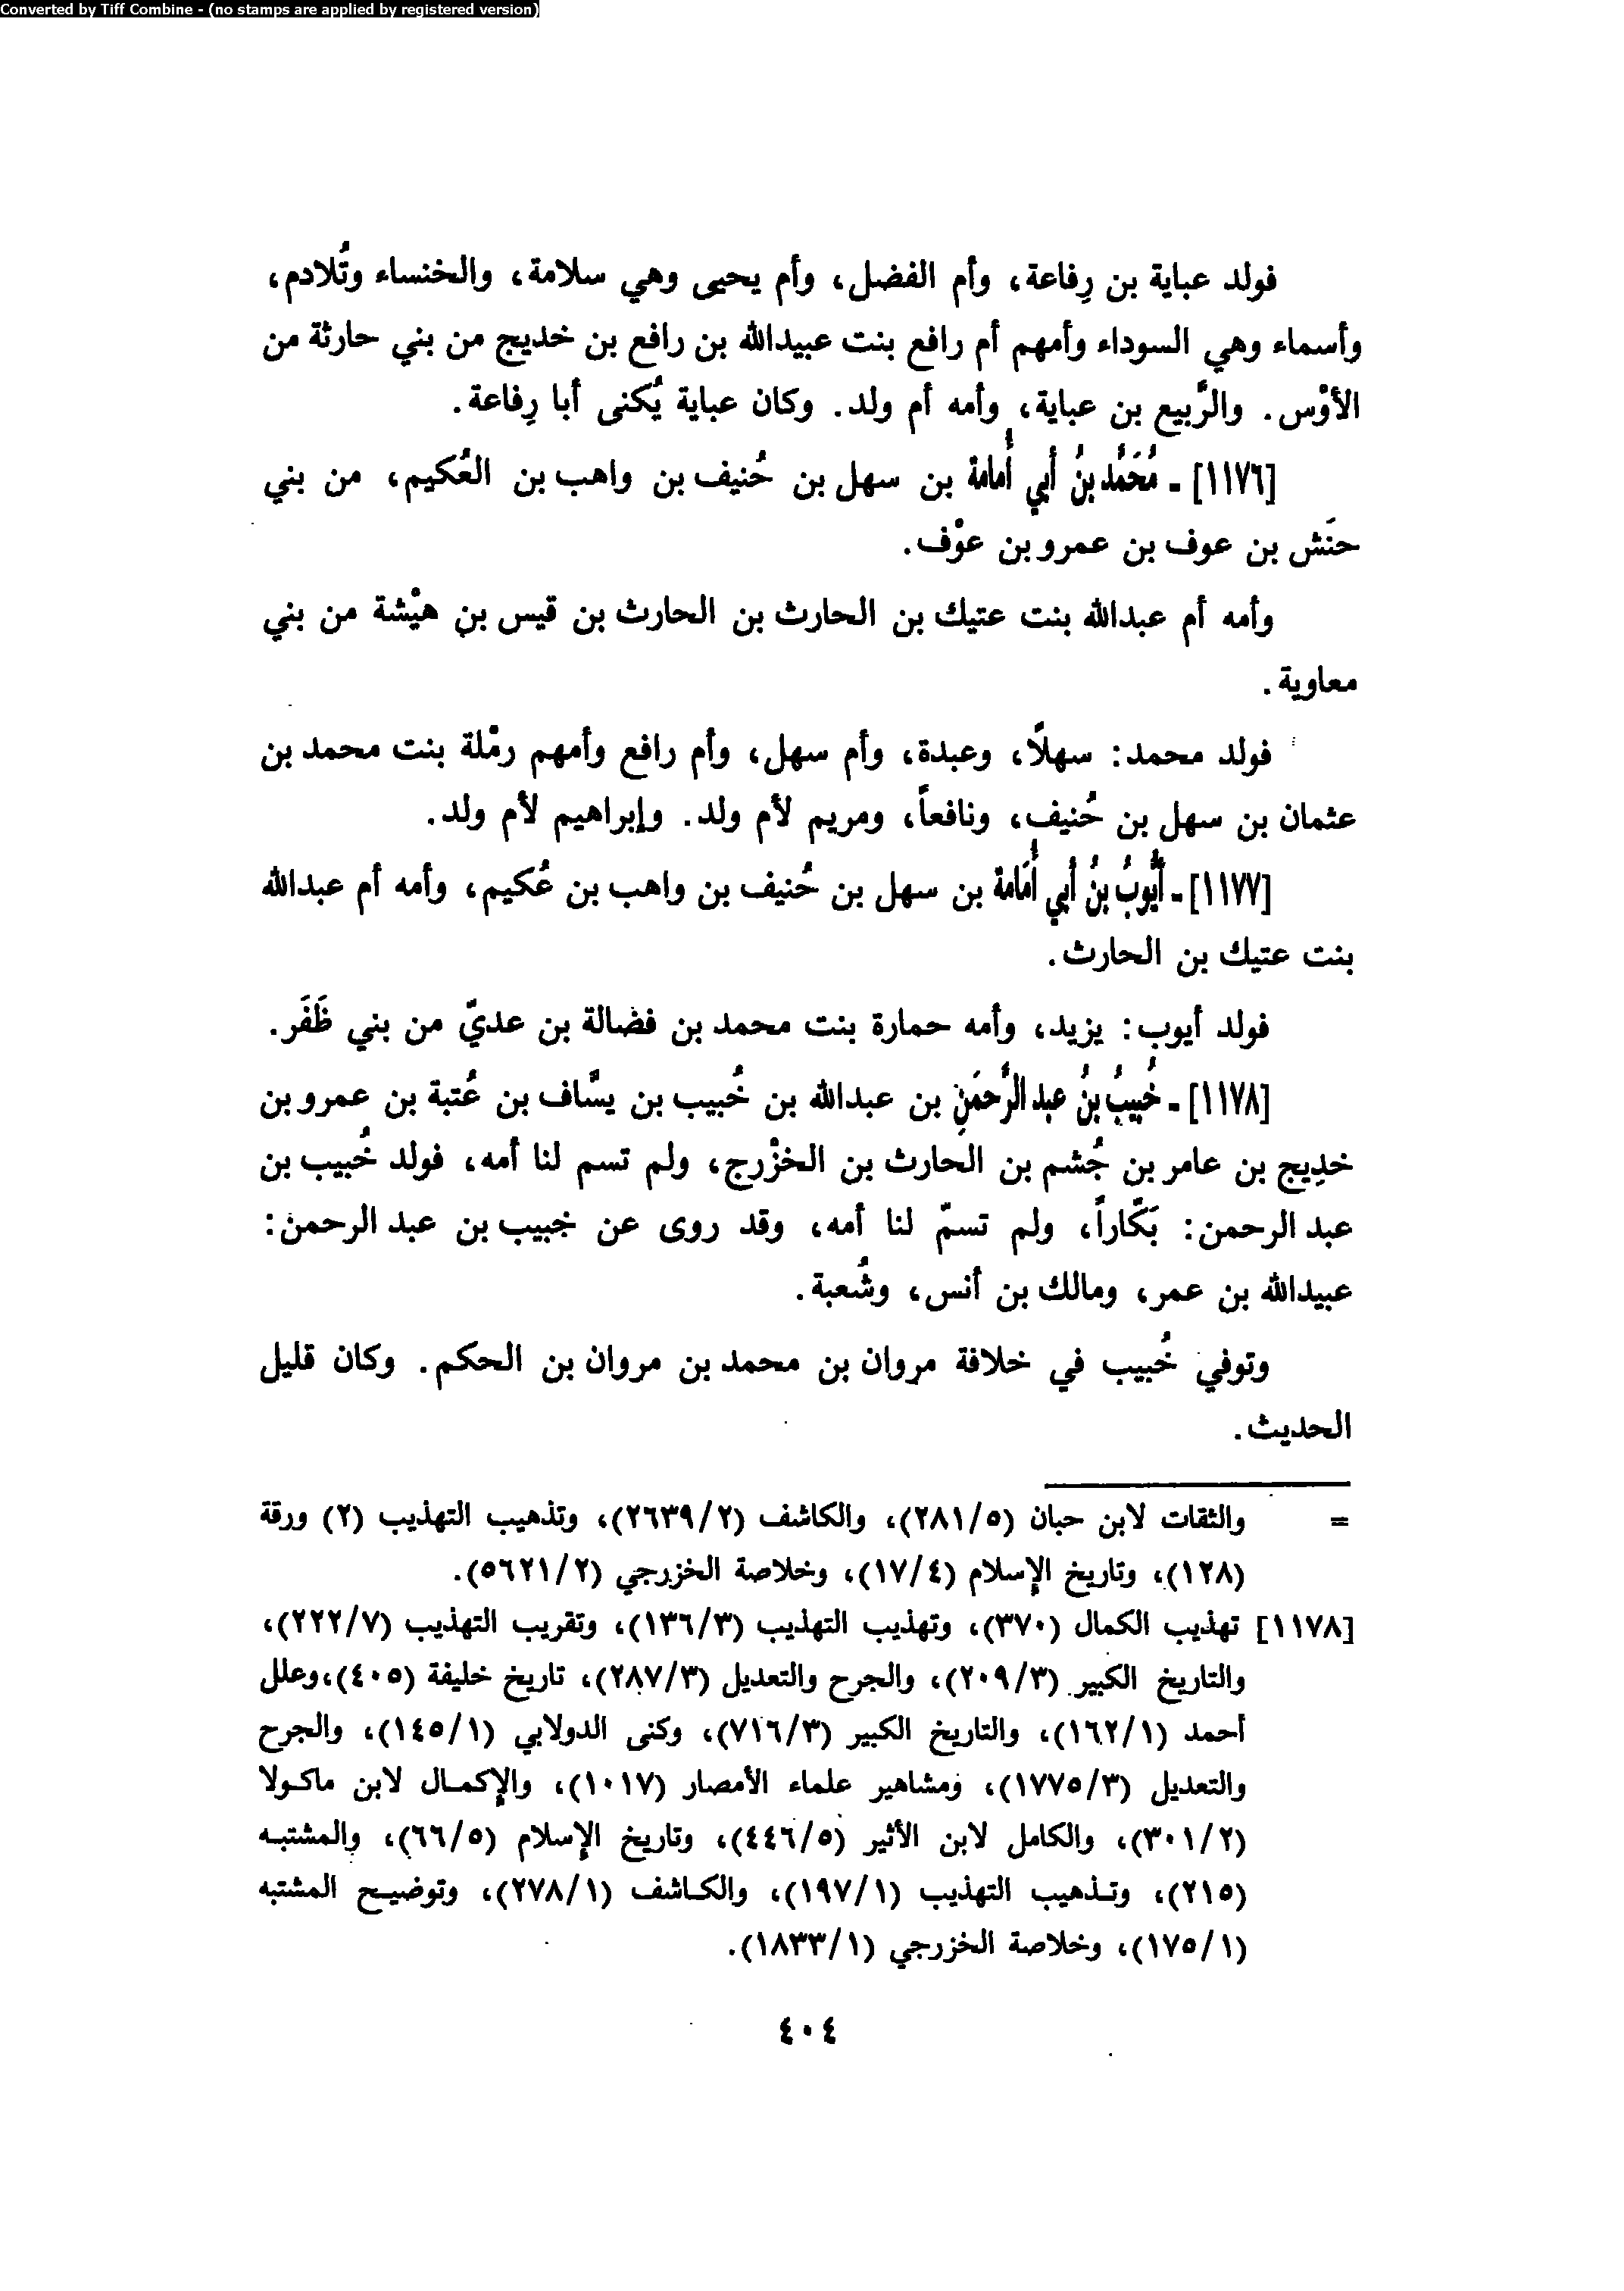 Converted by Tiff Combine - (no stamps are applied by registered version)
فولد عباية بن رِفاعة، وأم الفضل، وأم يحيى وهي سلامة، والخنساء وتُلادم،
وأسماء وهي السوداء وأمهم أم رافع بنت عبيدالله بن رافع بن خديج من بني حارثة من
الأوْس. والرَّبيع بن عباية، وأمه أم ولد. وكان عباية يُكنى أبا رِفاعة.
[١١٧٦] ـ مُحَمَّدُ بنُ أبي أُمامة بن سهل بن حُنيف بن واهب بن العُكيم، من بني
حنَش بن عوف بن عمرو بن عوْف.
وأمه أم عبدالله بنت عتيك بن الحارث بن الحارث بن قيس بن هيْشة من بني
معاوية.
فولد محمد: سهلاً، وعبدة، وأم سهل، وأم رافع وأمهم رمْلة بنت محمد بن
عثمان بن سهل بن حُنيف، ونافعاً، ومريم لأم ولد. وإبراهيم لأم ولد.
[١١٧٧] ـ أيُّوبُ بنُ أبي أُمَامة بن سهل بن حُنيف بن واهب بن عُكيم، وأمه أم عبدالله
بنت عتيك بن الحارث.
فولد أيوب: يزيد، وأمه حمارة بنت محمد بن فضالة بن عديّ من بني ظَفَر.
[١١٧٨] ـ خُبيبُ بنُ عبد الرَّحمَنِ بن عبدالله بن خُبيب بن يسَّاف بن عُتبة بن عمرو بن
خدِيج بن عامر بن جُشم بن الحارث بن الخزْرج، ولم تسم لنا أمه، فولد خُبيب بن
عبد الرحمن: بَكَّاراً، ولم تسمّ لنا أمه، وقد روى عن خبيب بن عبد الرحمن:
عبيدالله بن عمر، ومالك بن أنس، وشُعبة.
وتوفي خُبيب في خلافة مروان بن محمد بن مروان بن الحكم. وكان قليل
الحديث.
= والثقات لابن حبان (٢٨١/٥)، والكاشف (٢٦٣٩/٢)، وتذهيب التهذيب (٢) ورقة
(١٢٨)، وتاريخ الإسلام (١٧/٤)، وخلاصة الخزرجي (٥٦٢١/٢).
[١١٧٨] تهذيب الكمال (٣٧٠)، وتهذيب التهذيب (١٣٦/٣)، وتقريب التهذيب (٢٢٢/٧)،
والتاريخ الكبير (٢٠٩/٣)، والجرح والتعديل (٢٨٧/٣)، تاريخ خليفة (٤٠٥)،وعلل
أحمد (١٦٢/١)، والتاريخ الكبير (٧١٦/٣)، وكنى الدولابي (١٤٥/١)، والجرح
والتعديل (١٧٧٥/٣)، ومشاهير علماء الأمصار (١٠١٧)، والإكمـال لابن ماكـولا
(٣٠١/٢)، والكامل لابن الأثير (٤٤٦/٥)، وتاريخ الإسلام (٦٦/٥)، والمشتبـه
(٢١٥)، وتـذهيب التهذيب (١٩٧/١)، والكـاشف (٢٧٨/١)، وتوضيـح المشتبه
(١٧٥/١)، وخلاصة الخزرجي (١٨٣٣/١).
٤٠٤